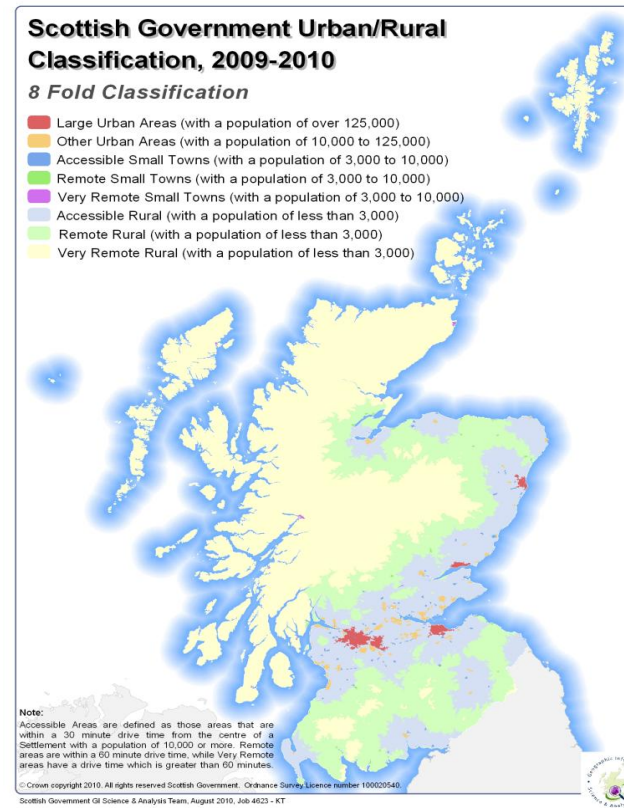 Scottish Government Urban/Rural
Classification, 2009-2010
8 Fold Classification
Large Urban Areas (with a population of over 125,000)
Other Urban Areas (with a population of 10,000 to 125,000)
Accessible Small Towns (with a population of 3,000 to 10,000)
Remote Small Towns (with a population of 3,000 to 10,000)
Very Remote Small Towns (with a population of 3,000 to 10,000)
Accessible Rural (with a population of less than 3,000)
Remote Rural (with a population of less than 3,000)
Very Remote Rural (with a population of less than 3,000)
Note:
Accessible Areas are defined as those areas that are
within a 30 minute drive time from the centre of a
Settlement with a population of 10,000 or more. Remote
areas are within a 60 minute drive time, while Very Remote
areas have a drive time which is greater than 60 minutes.
© Crown copyright 2010. All rights reserved Scottish Government. Ordnance Survey Licence number 100020540.
Scottish Government GI Science & Analysis Team, August 2010, Job 4623 - KT